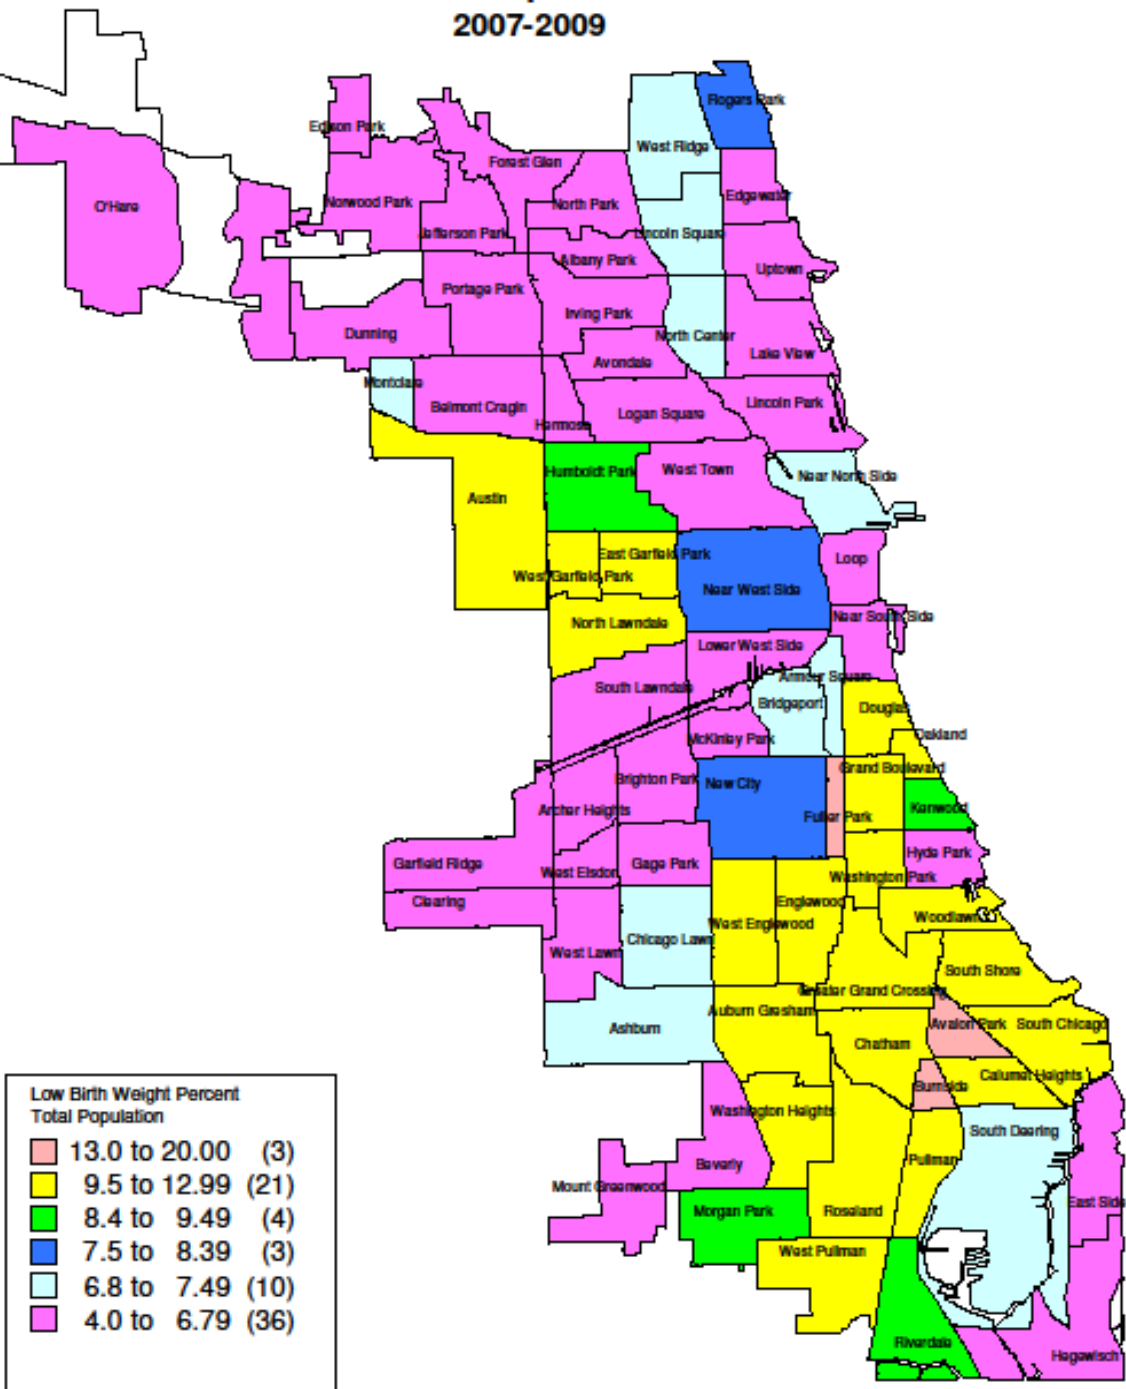 2007-2009
Rogers Park
Edison Park
West Ridge
Forest Glen
Edgewater
Norwood Park
North Park
O'Hare
Jefferson Park
Lincoln Square
Albany Park
Uptown
Portage Park
Irving Park
Dunning
North Center
Lake View
Avondale
Montclare
Belmont Cragin
Lincoln Park
Logan Square
Hermosa
Humboldt Park
West Town
Near North Side
Austin
East Garfield Park
Loop
West Garfield Park
Near West Side
North Lawndale
Near South Side
Lower West Side
Armour Square
South Lawndale
Bridgeport
Douglas
Oakland
McKinley Park
Grand Boulevard
Brighton Park
New City
Archer Heights
Fuller Park
Kenwood
Garfield Ridge
West Elsdon
Gage Park
Hyde Park
Washington Park
Clearing
Englewood
West Englewood
Woodlawn
Chicago Lawn
West Lawn
South Shore
Greater Grand Crossing
Auburn Gresham
Avalon Park
South Chicago
Ashburn
Chatham
Calumet Heights
Burnside
Washington Heights
South Deering
Beverly
Pullman
Mount Greenwood
East Side
Morgan Park
Roseland
West Pullman
Riverdale
Hegewisch
Low Birth Weight Percent
Total Population
13.0 to 20.00 (3)
9.5 to 12.99 (21)
8.4 to 9.49 (4)
7.5 to 8.39 (3)
6.8 to 7.49 (10)
4.0 to 6.79 (36)